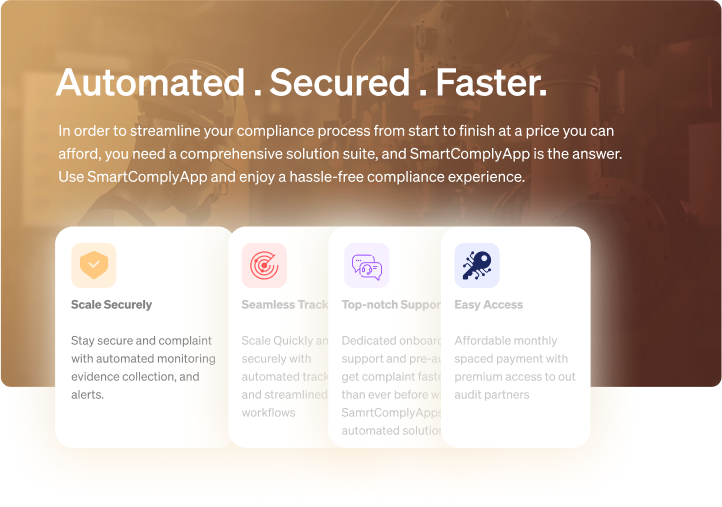 Automated . Secured . Faster.
In order to streamline your compliance process from start to finish at a price you can
afford, you need a comprehensive solution suite, and SmartComplyApp is the answer.
Use SmartComplyApp and enjoy a hassle-free compliance experience.
Scale Securely
Stay secure and complaint
with automated monitoring
evidence collection, and
alerts.
Seamless Track
Scale Quickly an
securely with
automated track
and streamlined
workflows
Top-notch Suppor
Dedicated onboard
support and pre-au
get complaint faste
than ever before w
SamrtComplyApps
automated solution
Easy Access
Affordable monthly
spaced payment with
premium access to out
audit partners